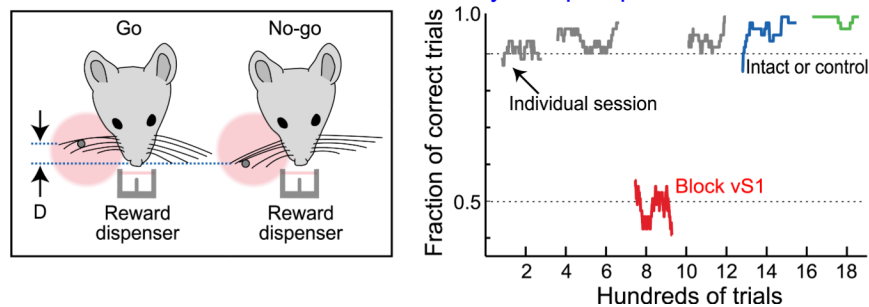 Go
No-go
D
Reward
dispenser
Reward
dispenser
Fraction of correct trials
1.0
0.5
Individual session
Intact or control
Block vS1
2 4 6 8 10 12 14 16 18
Hundreds of trials